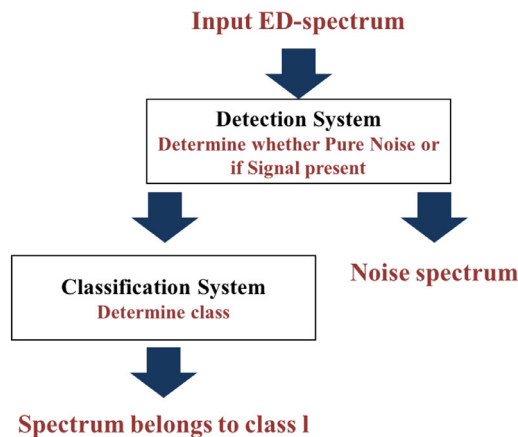 Input ED-spectrum
Detection System
Determine whether Pure Noise or
if Signal present
Noise spectrum
Classification System
Determine class
Spectrum belongs to class l